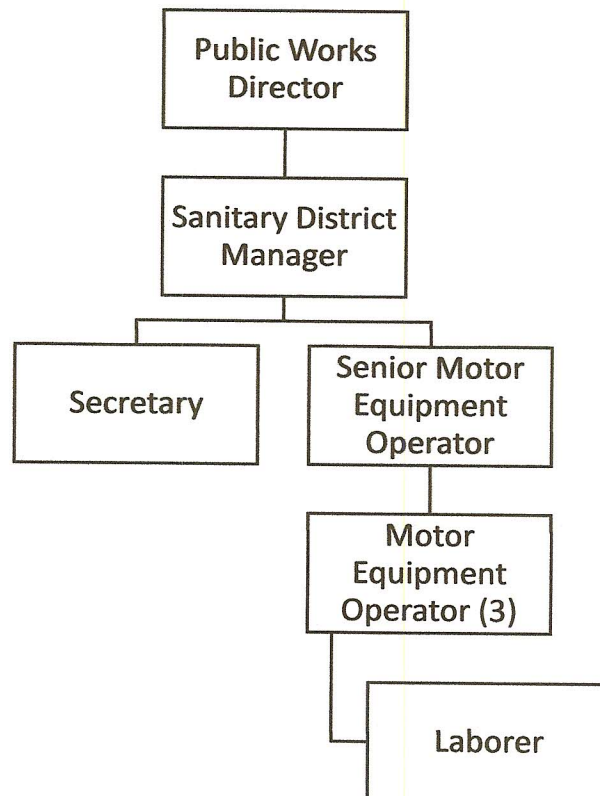 Public Works
Director
Sanitary District
Manager
Secretary
Senior Motor
Equipment
Operator
Motor
Equipment
Operator (3)
Laborer